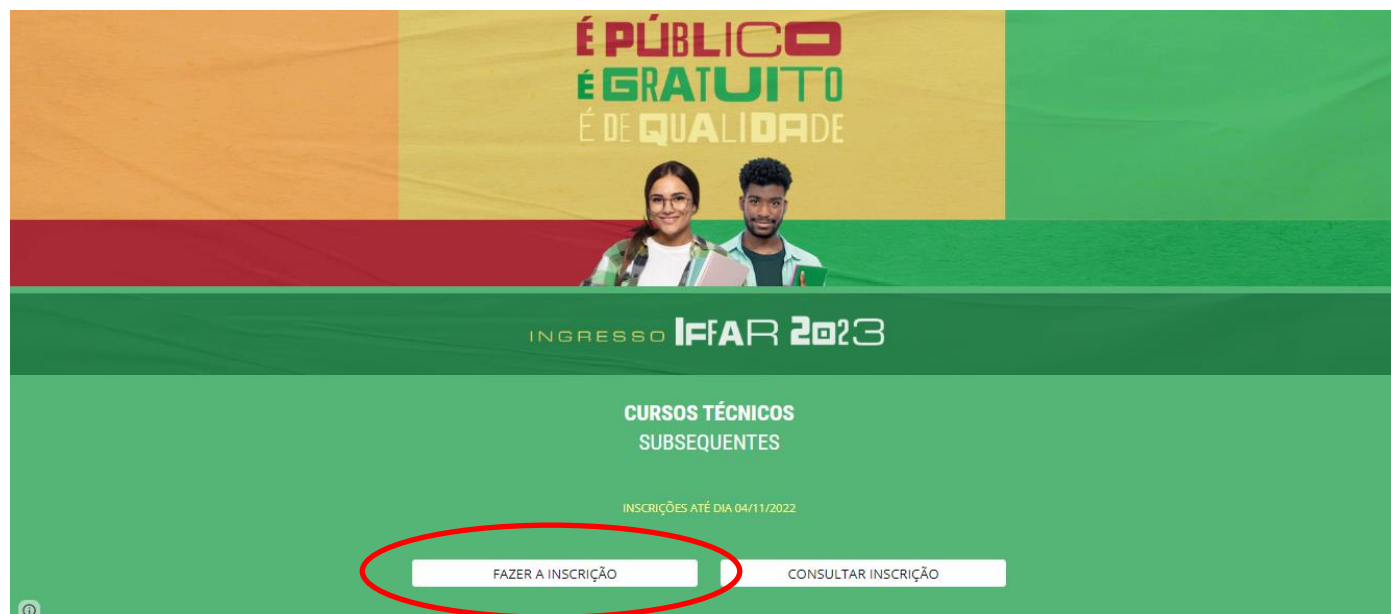 É PÚBLICO
É GRATUITO
É DE QUALIDADE
INGRESSO IFFAR 2023
CURSOS TÉCNICOS
SUBSEQUENTES
INSCRIÇÕES ATÉ DIA 04/11/2022
FAZER A INSCRIÇÃO CONSULTAR INSCRIÇÃO